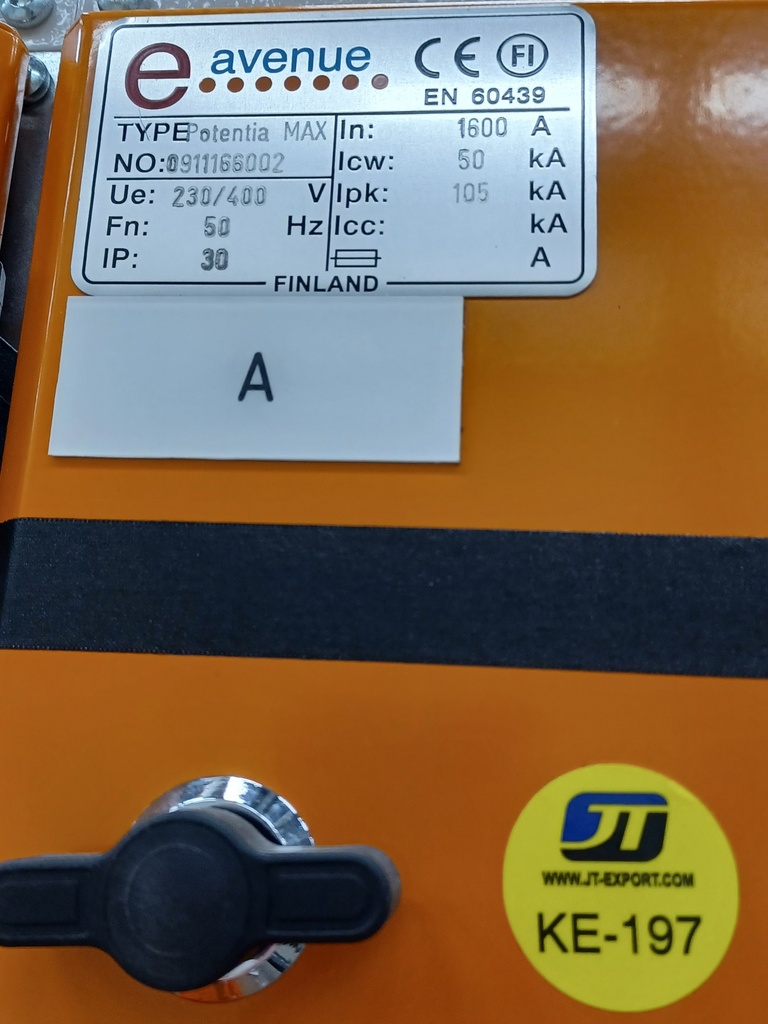 e avenue CE FI
EN 60439
TYPE Potentia MAX In: 1600 A
NO: 0911166002 Icw: 50 kA
Ue: 230/400 V Ipk: 105 kA
Fn: 50 Hz Icc: kA
IP: 30 A
FINLAND
A
JT
WWW.JT-EXPORT.COM
KE-197